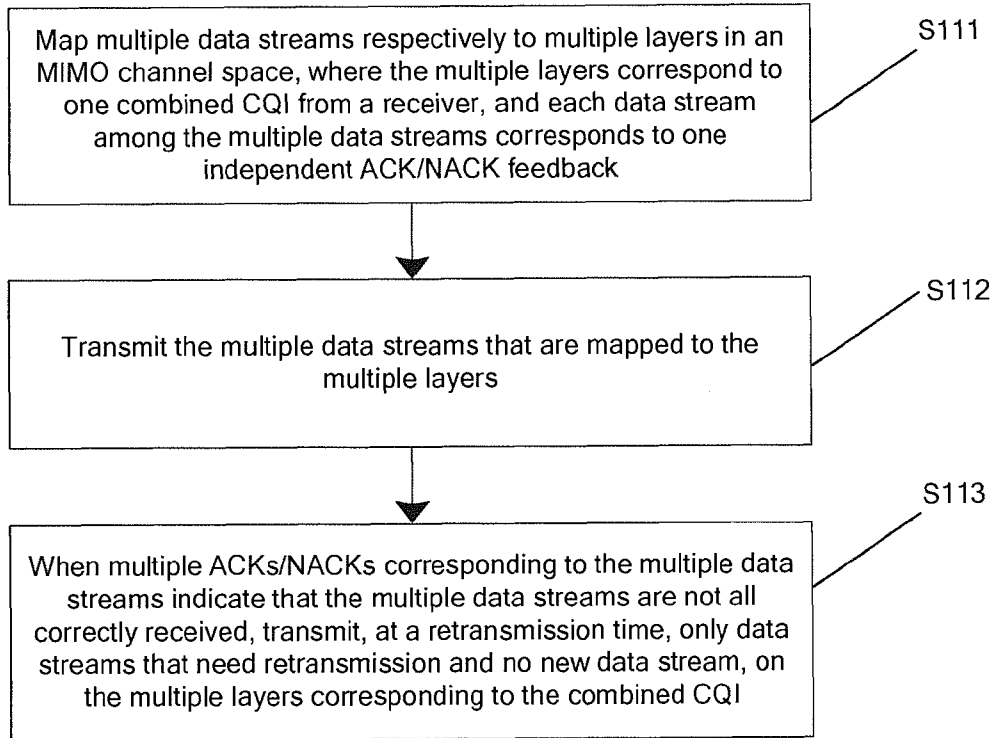 Map multiple data streams respectively to multiple layers in an
MIMO channel space, where the multiple layers correspond to
one combined CQI from a receiver, and each data stream
among the multiple data streams corresponds to one
independent ACK/NACK feedback
S111
Transmit the multiple data streams that are mapped to the
multiple layers
S112
When multiple ACKs/NACKs corresponding to the multiple data
streams indicate that the multiple data streams are not all
correctly received, transmit, at a retransmission time, only data
streams that need retransmission and no new data stream, on
the multiple layers corresponding to the combined CQI
S113